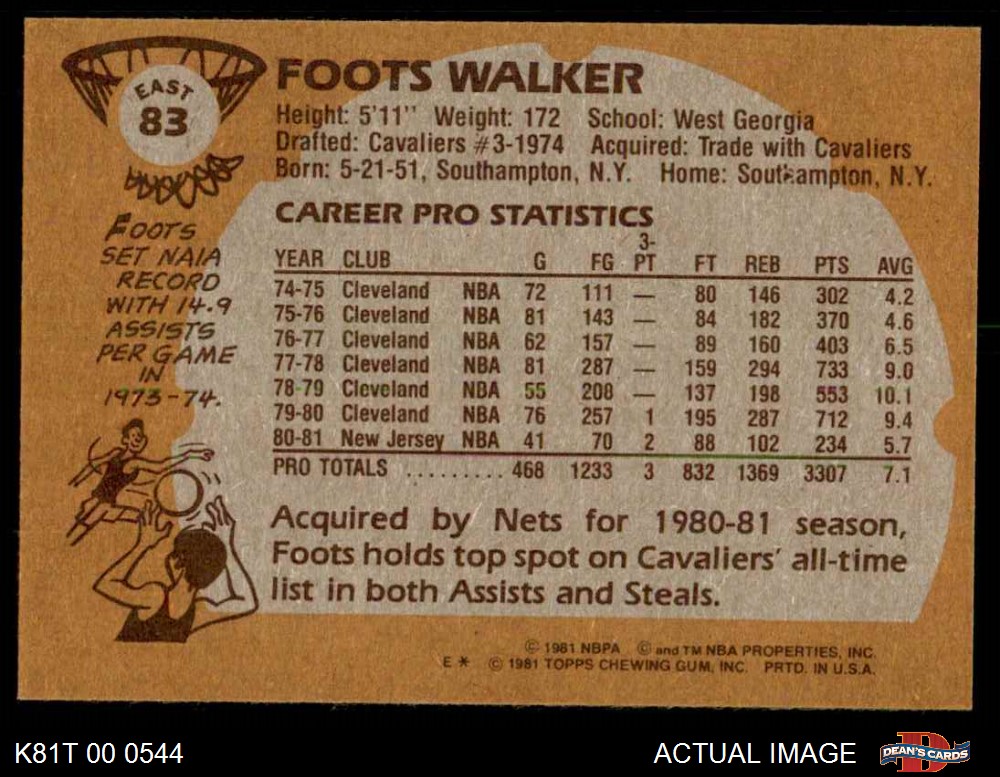 EAST
83
FOOTS WALKER
Height: 5'11'' Weight: 172 School: West Georgia
Drafted: Cavaliers #3-1974 Acquired: Trade with Cavaliers
Born: 5-21-51, Southampton, N.Y. Home: Southampton, N.Y.
FOOTS
SET NAIA
RECORD
WITH 14.9
ASSISTS
PER GAME
IN
1973-74.
CAREER PRO STATISTICS
YEAR CLUB G FG 3-PT FT REB PTS AVG
74-75 Cleveland NBA 72 111 — 80 146 302 4.2
75-76 Cleveland NBA 81 143 — 84 182 370 4.6
76-77 Cleveland NBA 62 157 — 89 160 403 6.5
77-78 Cleveland NBA 81 287 — 159 294 733 9.0
78-79 Cleveland NBA 55 208 — 137 198 553 10.1
79-80 Cleveland NBA 76 257 1 195 287 712 9.4
80-81 New Jersey NBA 41 70 2 88 102 234 5.7
PRO TOTALS ......... 468 1233 3 832 1369 3307 7.1
Acquired by Nets for 1980-81 season,
Foots holds top spot on Cavaliers' all-time
list in both Assists and Steals.
© 1981 NBPA © and TM NBA PROPERTIES, INC.
E * © 1981 TOPPS CHEWING GUM, INC. PRTD. IN U.S.A.
K81T 00 0544
ACTUAL IMAGE
D
DEAN'S CARDS